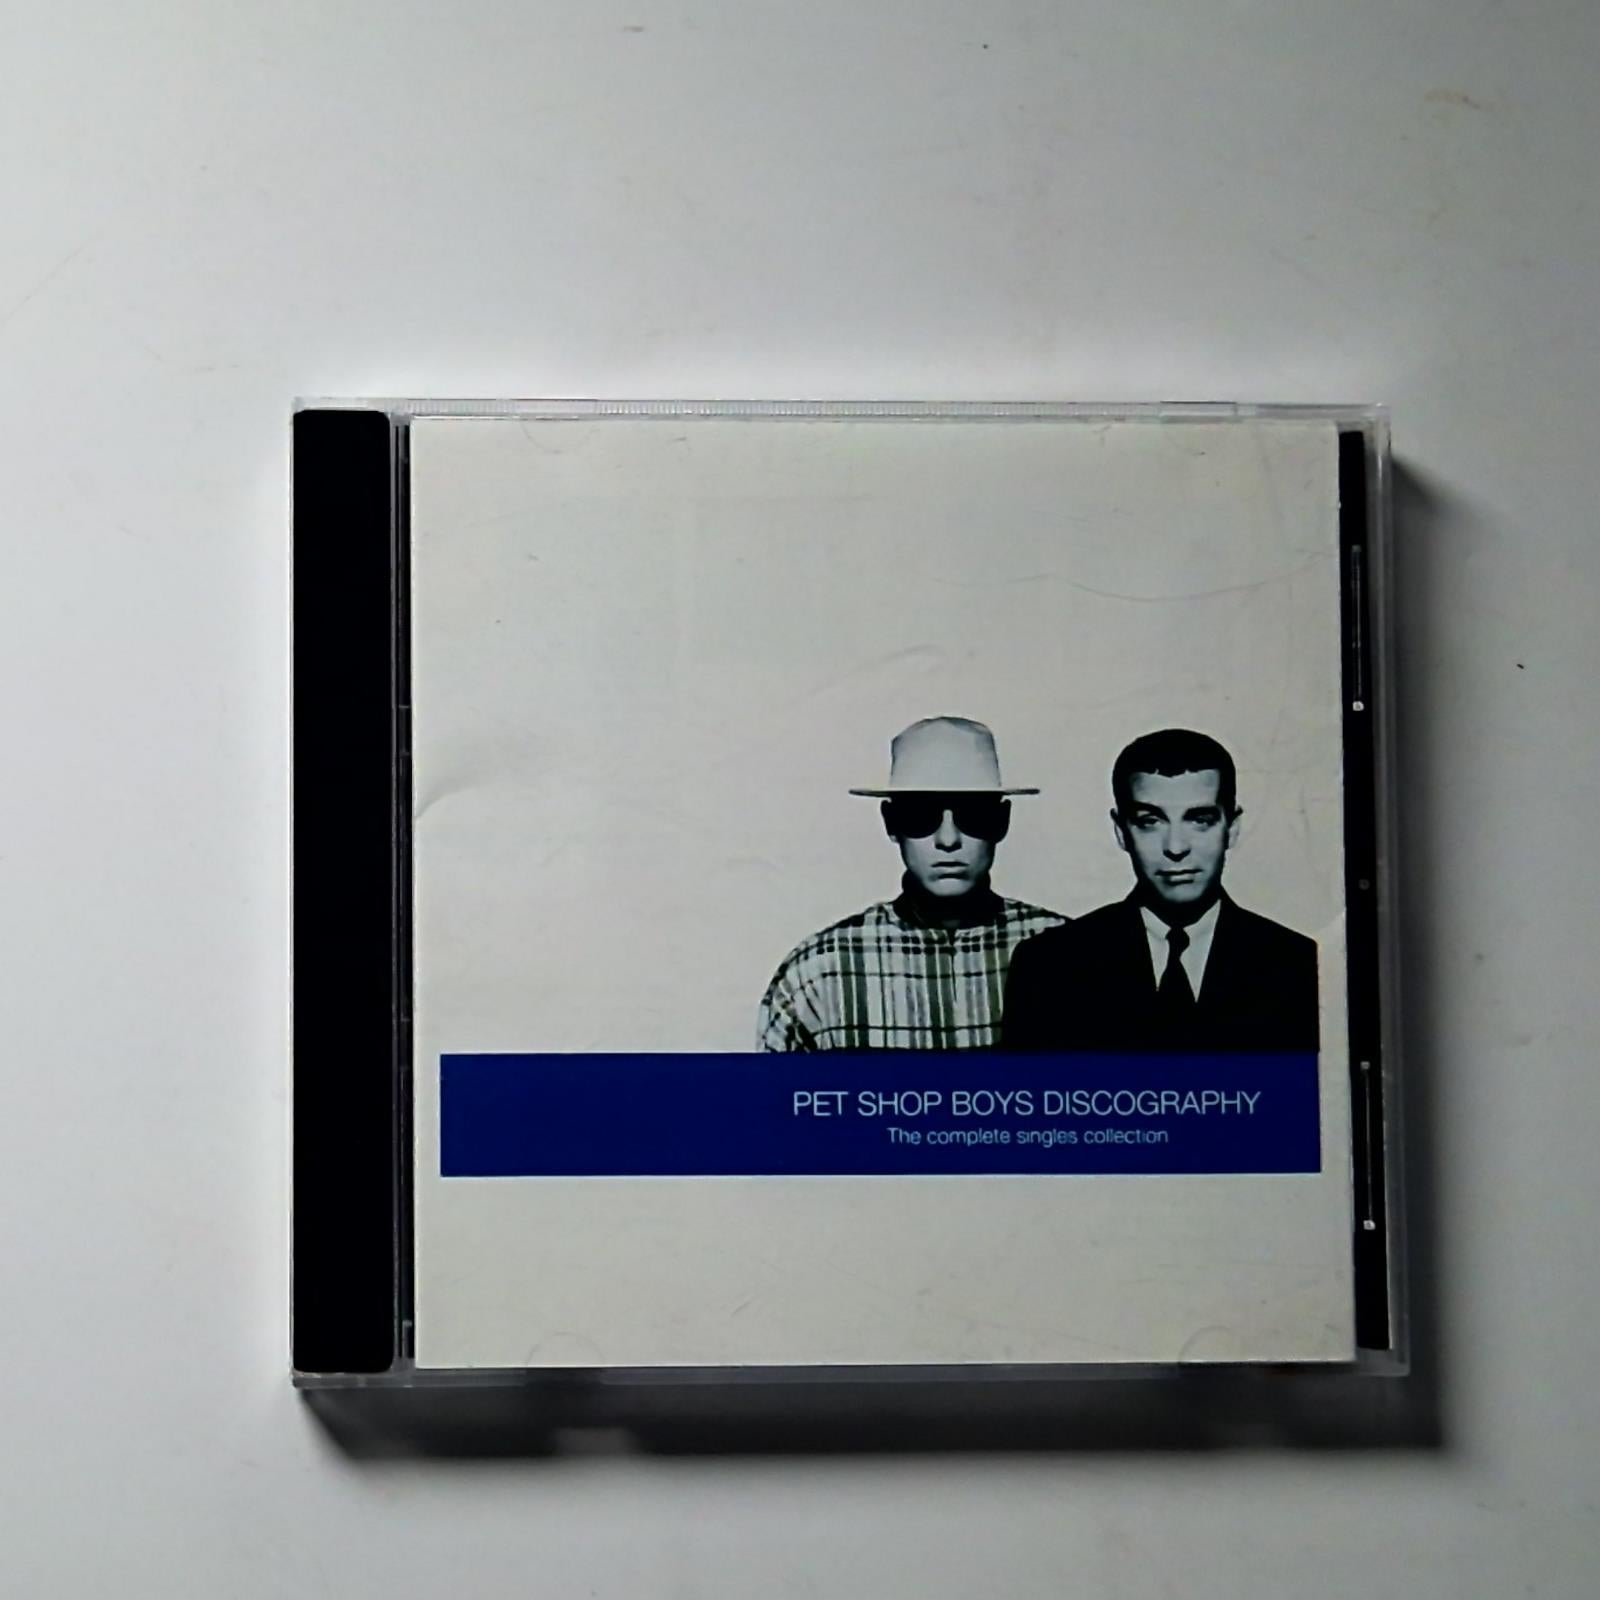 PET SHOP BOYS DISCOGRAPHY
The complete singles collection